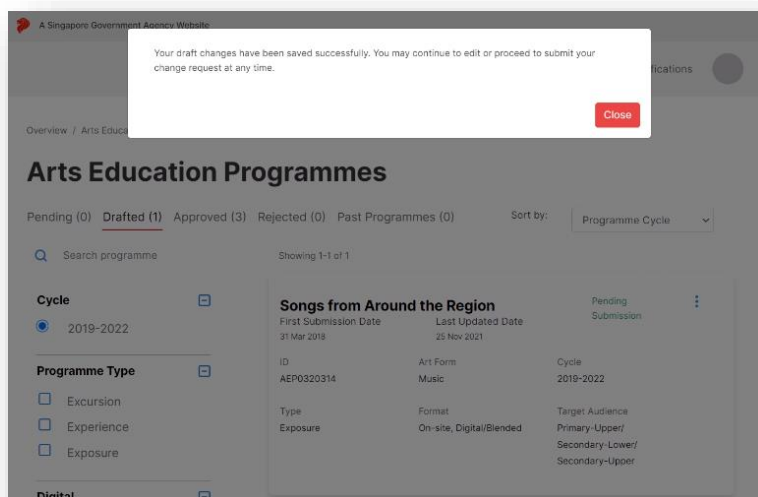 A Singapore Government Agency Website
Your draft changes have been saved successfully. You may continue to edit or proceed to submit your
change request at any time.
Close
Overview / Arts Educa
Arts Education Programmes
Pending (0) Drafted (1) Approved (3) Rejected (0) Past Programmes (0) Sort by: Programme Cycle
Search programme Showing 1-1 of 1
Cycle
2019-2022
Programme Type
Excursion
Experience
Exposure
Digital
Songs from Around the Region
Pending
Submission
First Submission Date Last Updated Date
31 Mar 2018 25 Nov 2021
ID Art Form Cycle
AEP0320314 Music 2019-2022
Type Format Target Audience
Exposure On-site, Digital/Blended Primary-Upper/
Secondary-Lower/
Secondary-Upper